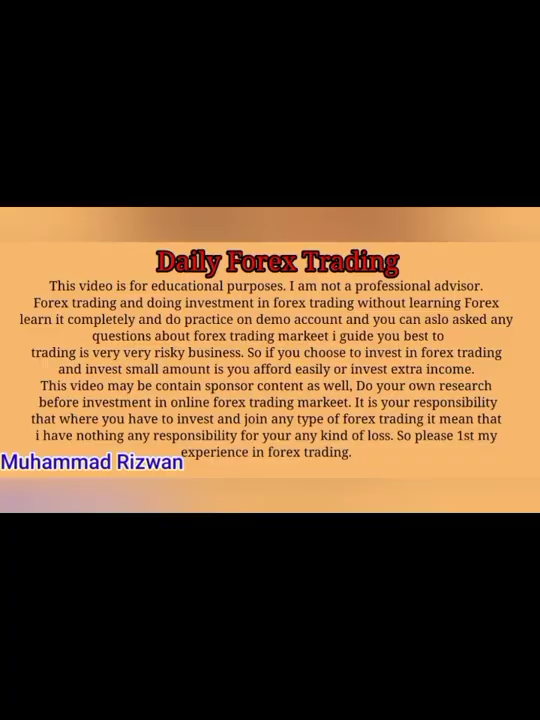 Daily Forex Trading
This video is for educational purposes. I am not a professional advisor.
Forex trading and doing investment in forex trading without learning Forex
learn it completely and do practice on demo account and you can aslo asked any
questions about forex trading markeet i guide you best to
trading is very very risky business. So if you choose to invest in forex trading
and invest small amount is you afford easily or invest extra income.
This video may be contain sponsor content as well, Do your own research
before investment in online forex trading markeet. It is your responsibility
that where you have to invest and join any type of forex trading it mean that
i have nothing any responsibility for your any kind of loss. So please 1st my
experience in forex trading.
Muhammad Rizwan